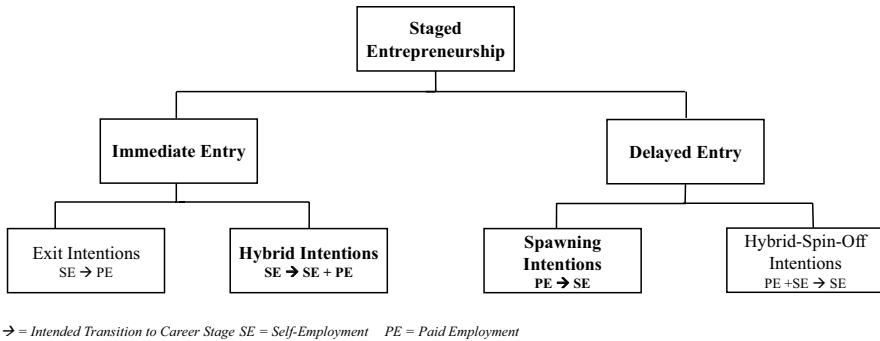 Staged
Entrepreneurship
Immediate Entry
Delayed Entry
Exit Intentions
SE → PE
Hybrid Intentions
SE → SE + PE
Spawning
Intentions
PE → SE
Hybrid-Spin-Off
Intentions
PE +SE → SE
→ = Intended Transition to Career Stage SE = Self-Employment PE = Paid Employment